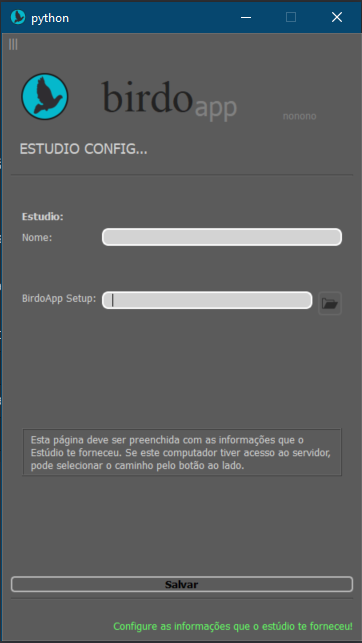 python
birdoapp
nonono
ESTUDIO CONFIG...
Estudio:
Nome:
BirdoApp Setup:
Esta página deve ser preenchida com as informações que o
Estúdio te forneceu. Se este computador tiver acesso ao servidor,
pode selecionar o caminho pelo botão ao lado.
Salvar
Configure as informações que o estúdio te forneceu!